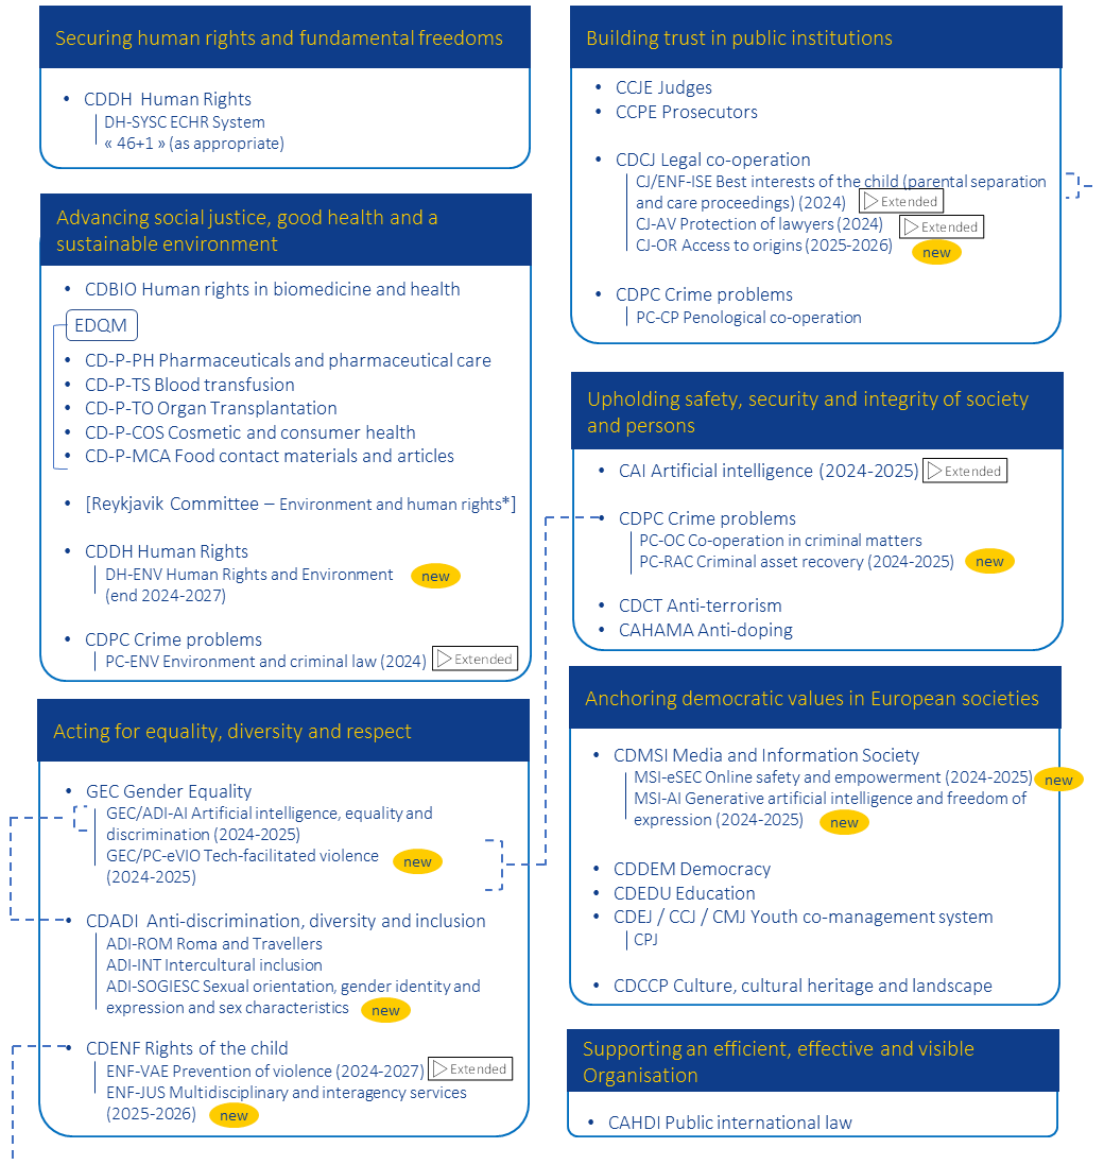 Securing human rights and fundamental freedoms
• CDDH Human Rights
DH-SYSC ECHR System
« 46+1 » (as appropriate)
Advancing social justice, good health and a
sustainable environment
• CDBIO Human rights in biomedicine and health
EDQM
• CD-P-PH Pharmaceuticals and pharmaceutical care
• CD-P-TS Blood transfusion
• CD-P-TO Organ Transplantation
• CD-P-COS Cosmetic and consumer health
• CD-P-MCA Food contact materials and articles
• [Reykjavik Committee – Environment and human rights*]
• CDDH Human Rights
DH-ENV Human Rights and Environment new
(end 2024-2027)
• CDPC Crime problems
PC-ENV Environment and criminal law (2024) Extended
Acting for equality, diversity and respect
• GEC Gender Equality
GEC/ADI-AI Artificial intelligence, equality and
discrimination (2024-2025)
GEC/PC-eVIO Tech-facilitated violence new
(2024-2025)
• CDADI Anti-discrimination, diversity and inclusion
ADI-ROM Roma and Travellers
ADI-INT Intercultural inclusion
ADI-SOGIESC Sexual orientation, gender identity and
expression and sex characteristics new
• CDENF Rights of the child
ENF-VAE Prevention of violence (2024-2027) Extended
ENF-JUS Multidisciplinary and interagency services
(2025-2026) new
Building trust in public institutions
• CCJE Judges
• CCPE Prosecutors
• CDCJ Legal co-operation
CJ/ENF-ISE Best interests of the child (parental separation
and care proceedings) (2024) Extended
CJ-AV Protection of lawyers (2024) Extended
CJ-OR Access to origins (2025-2026) new
• CDPC Crime problems
PC-CP Penological co-operation
Upholding safety, security and integrity of society
and persons
• CAI Artificial intelligence (2024-2025) Extended
• CDPC Crime problems
PC-OC Co-operation in criminal matters
PC-RAC Criminal asset recovery (2024-2025) new
• CDCT Anti-terrorism
• CAHAMA Anti-doping
Anchoring democratic values in European societies
• CDMSI Media and Information Society
MSI-eSEC Online safety and empowerment (2024-2025) new
MSI-AI Generative artificial intelligence and freedom of
expression (2024-2025) new
• CDDEM Democracy
• CDEDU Education
• CDEJ / CCJ / CMJ Youth co-management system
CPJ
• CDCCP Culture, cultural heritage and landscape
Supporting an efficient, effective and visible
Organisation
• CAHDI Public international law